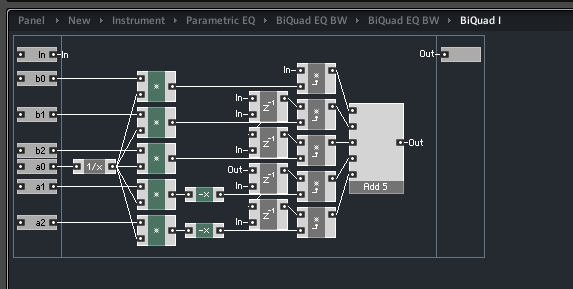 Panel > New > Instrument > Parametric EQ > BiQuad EQ BW > BiQuad EQ BW > BiQuad I
In In Out
In
b0
In
b1
In
b2
a0 1/x Out Out
a1 -x In
Add 5
a2 In
-x
* * * * *
* * * * *
z⁻¹ z⁻¹ z⁻¹ z⁻¹